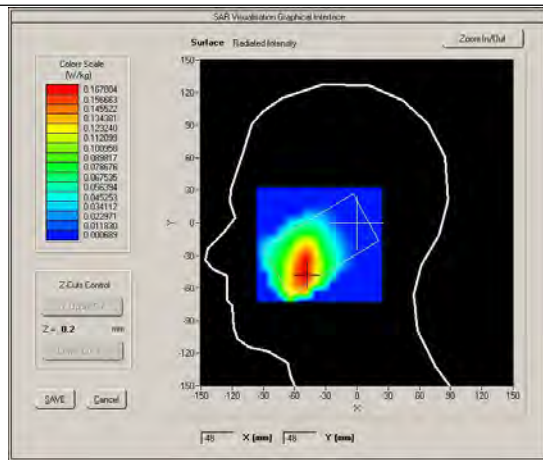 SAR Visualisation Graphical Interface
Surface Radiated Intensity
Zoom In/Out
Colors Scale
(W/kg)
0.167804
0.156663
0.145522
0.134381
0.123240
0.112099
0.100958
0.089817
0.078676
0.067535
0.056394
0.045253
0.034112
0.022971
0.011830
0.000689
150
120
90
60
30
0
-30
-60
-90
-120
-150
Y
-150 -120 -90 -60 -30 0 30 60 90 120 150
X
Z-Cuts Control
Z = 0.2 mm
SAVE Cancel
-48 X (mm) -48 Y (mm)